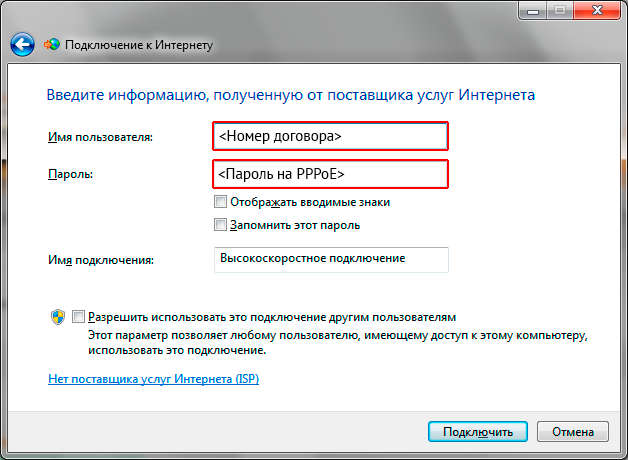 Подключение к Интернету
Введите информацию, полученную от поставщика услуг Интернета
Имя пользователя:
<Номер договора>
Пароль:
<Пароль на PPPoE>
Отображать вводимые знаки
Запомнить этот пароль
Имя подключения:
Высокоскоростное подключение
Разрешить использовать это подключение другим пользователям
Этот параметр позволяет любому пользователю, имеющему доступ к этому компьютеру,
использовать это подключение.
Нет поставщика услуг Интернета (ISP)
Подключить
Отмена